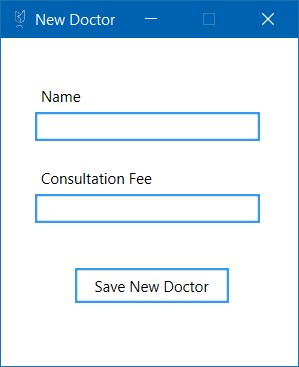 New Doctor
Name
Consultation Fee
Save New Doctor